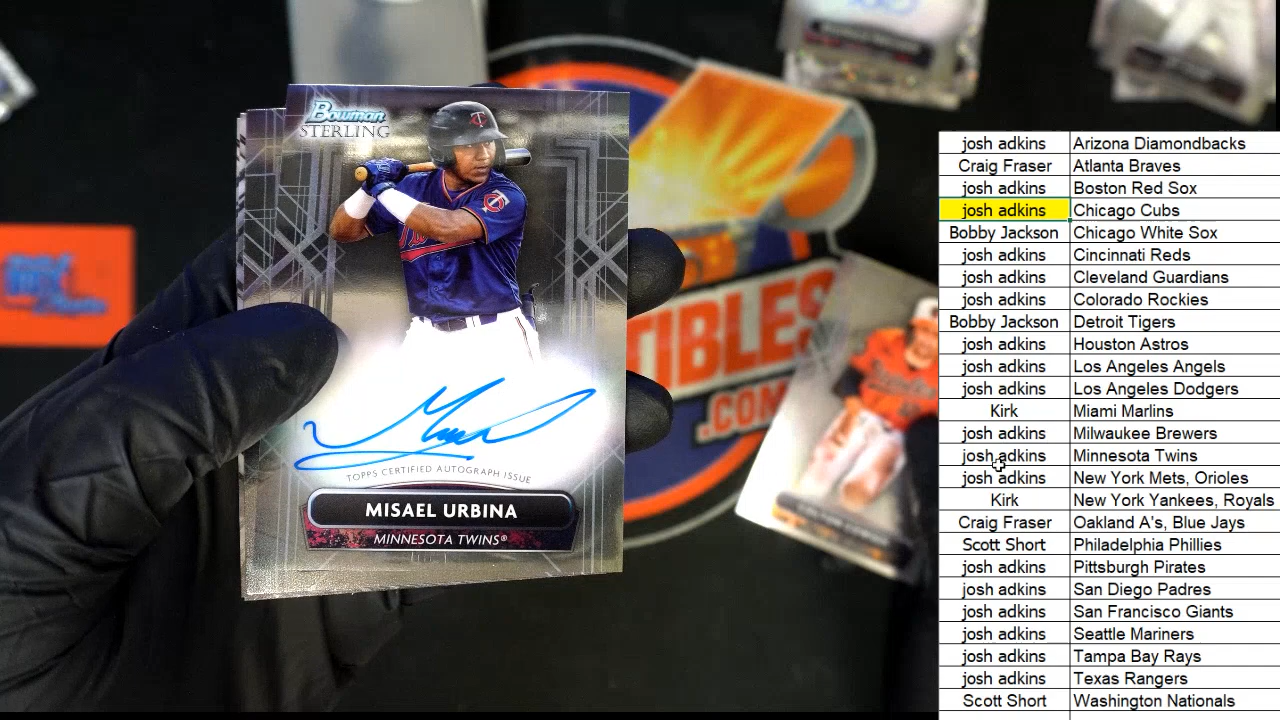 Bowman
STERLING
TOPPS CERTIFIED AUTOGRAPH ISSUE
MISAEL URBINA
MINNESOTA TWINS®
TIBLES
.COM
josh adkins Arizona Diamondbacks
Craig Fraser Atlanta Braves
josh adkins Boston Red Sox
josh adkins Chicago Cubs
Bobby Jackson Chicago White Sox
josh adkins Cincinnati Reds
josh adkins Cleveland Guardians
josh adkins Colorado Rockies
Bobby Jackson Detroit Tigers
josh adkins Houston Astros
josh adkins Los Angeles Angels
josh adkins Los Angeles Dodgers
Kirk Miami Marlins
josh adkins Milwaukee Brewers
josh adkins Minnesota Twins
josh adkins New York Mets, Orioles
Kirk New York Yankees, Royals
Craig Fraser Oakland A's, Blue Jays
Scott Short Philadelphia Phillies
josh adkins Pittsburgh Pirates
josh adkins San Diego Padres
josh adkins San Francisco Giants
josh adkins Seattle Mariners
josh adkins Tampa Bay Rays
josh adkins Texas Rangers
Scott Short Washington Nationals